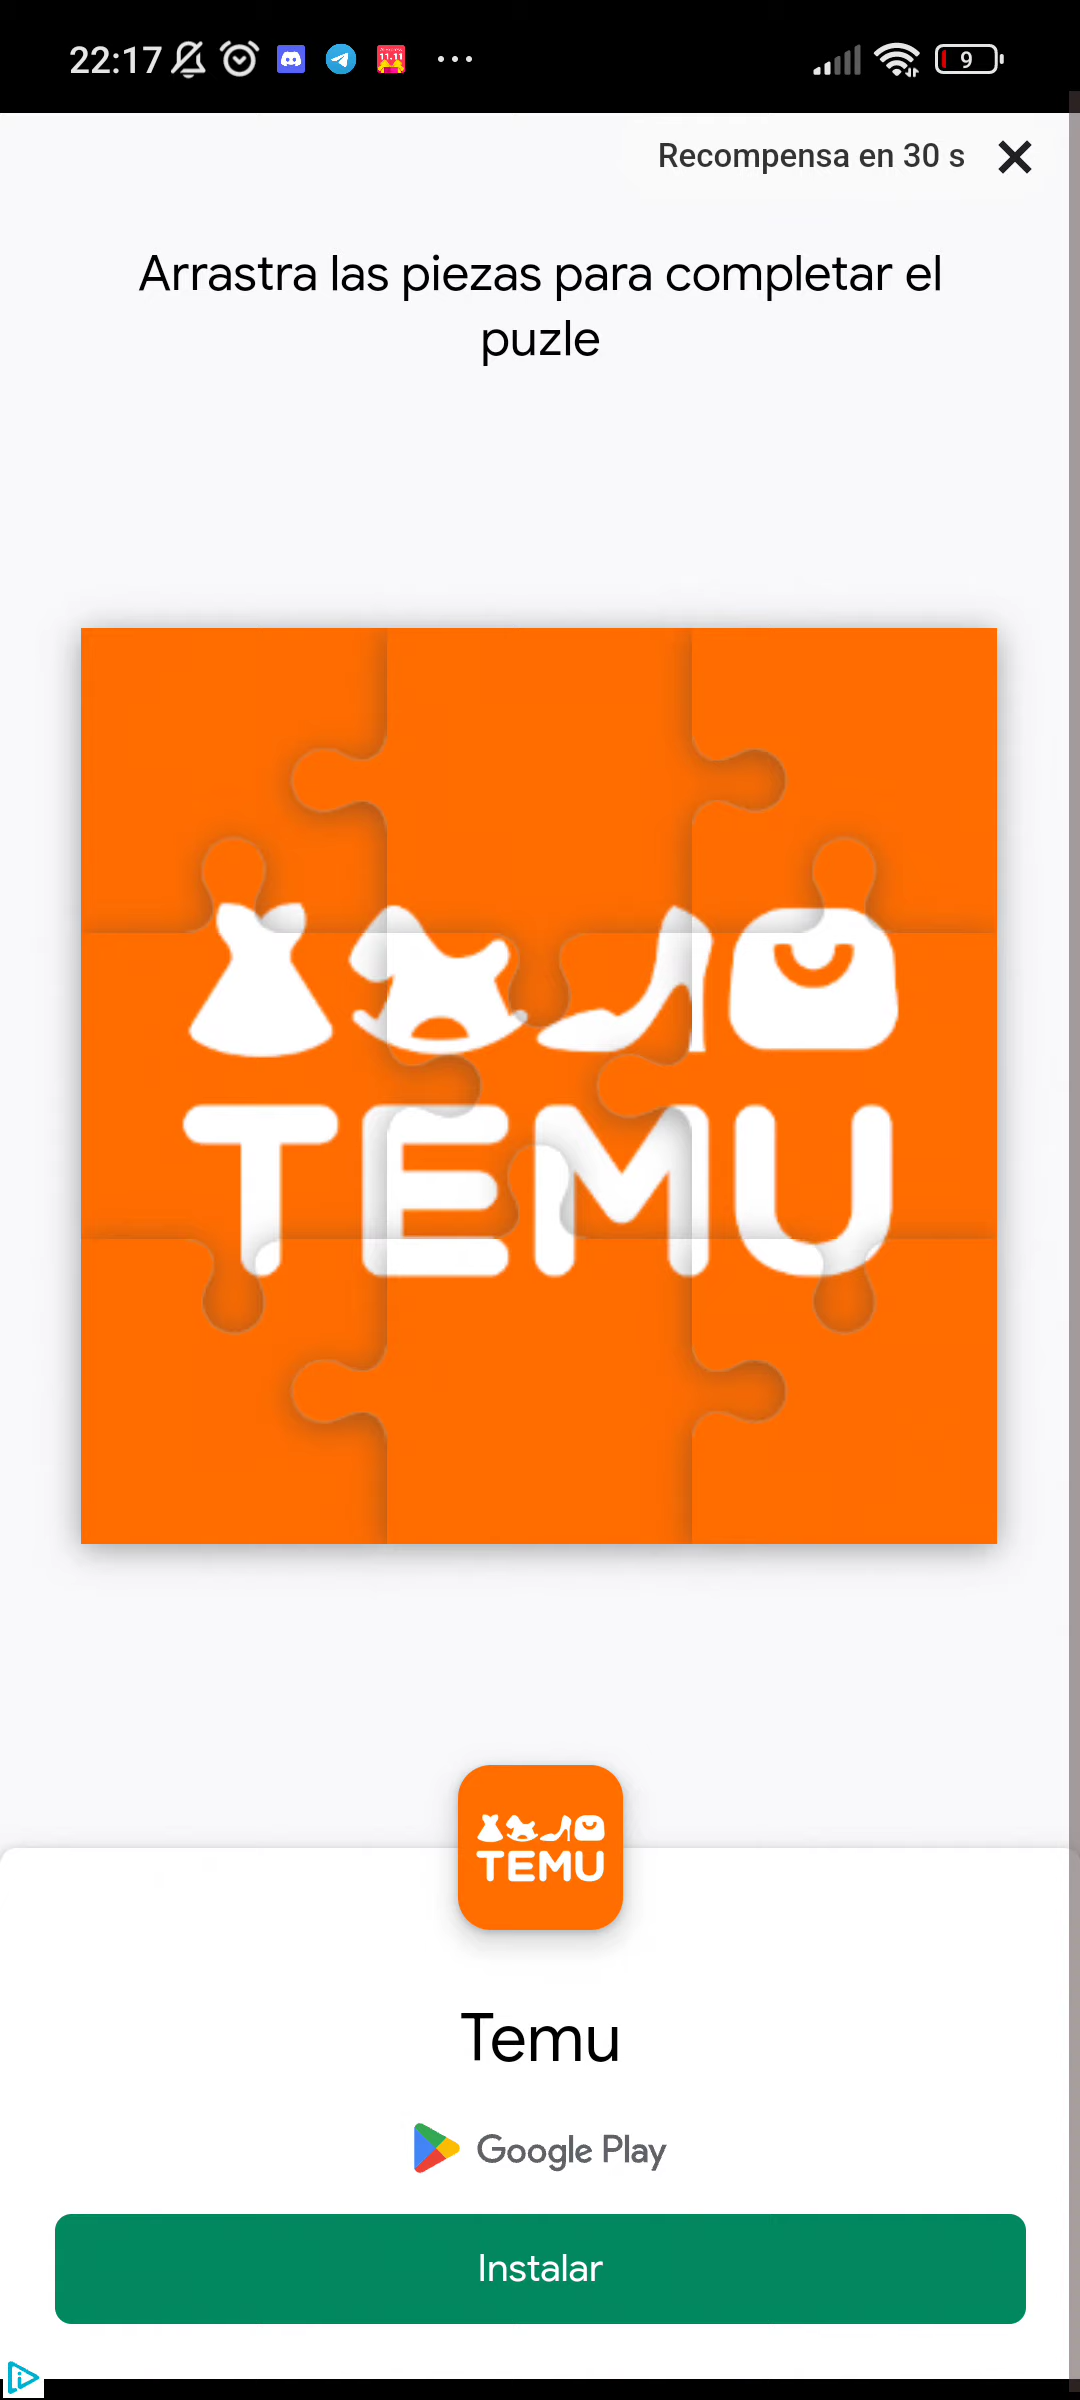 22:17
9
Recompensa en 30 s
Arrastra las piezas para completar el
puzle
TEMU
TEMU
Temu
Google Play
Instalar